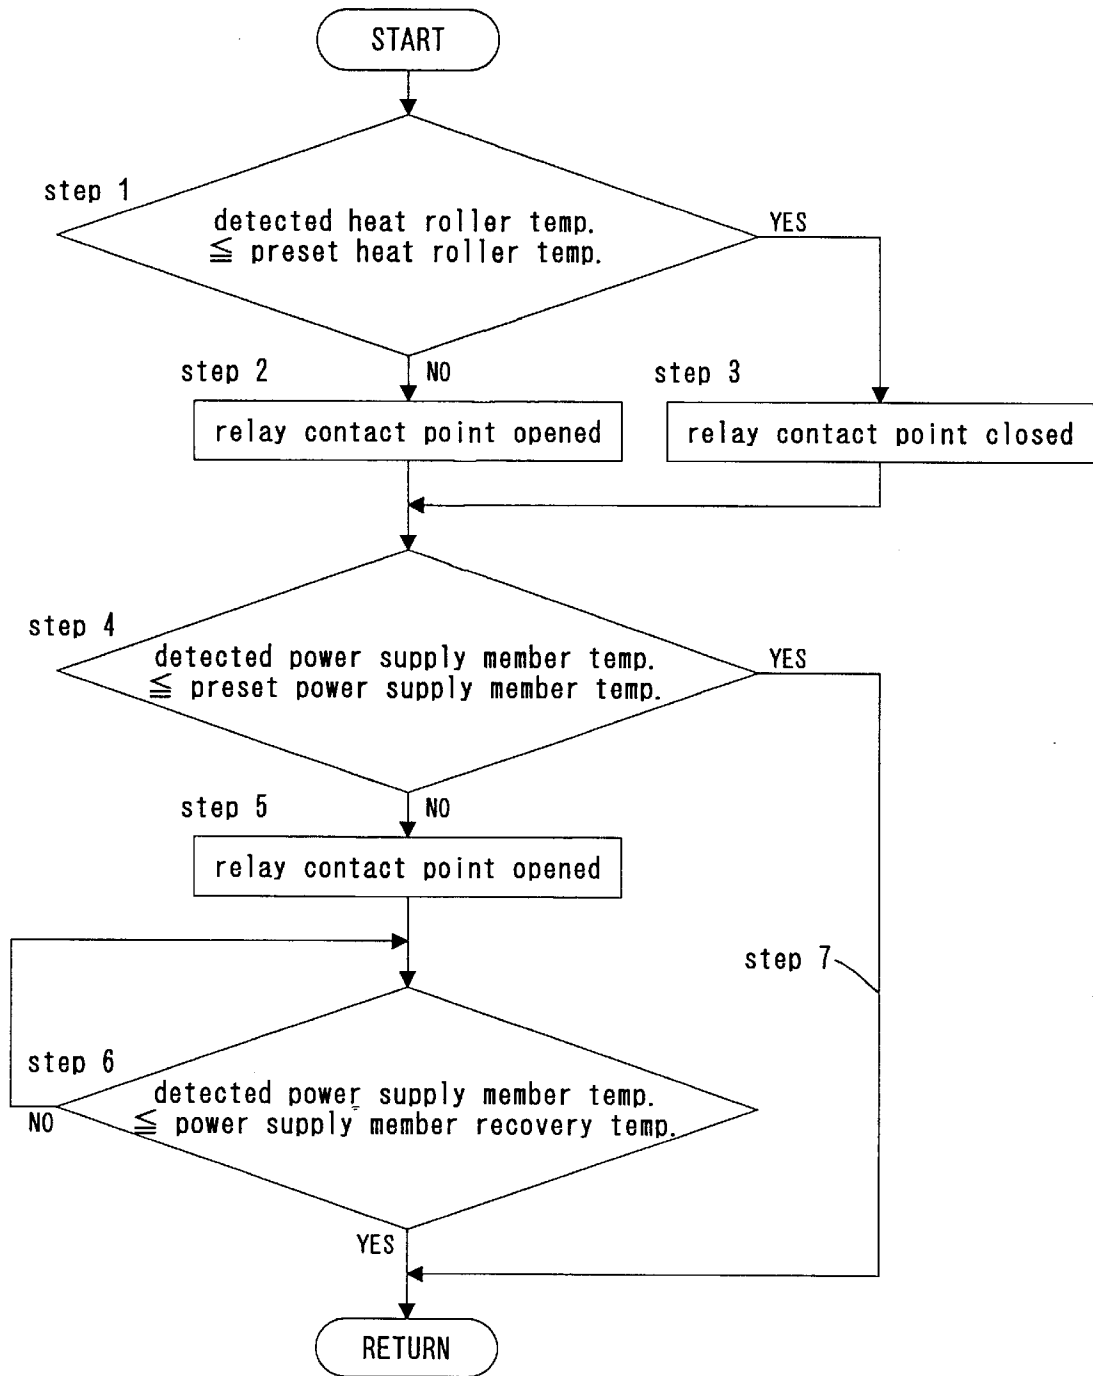 START
step 1
detected heat roller temp.
≦ preset heat roller temp.
YES
step 2
NO
step 3
relay contact point opened
relay contact point closed
step 4
detected power supply member temp.
≦ preset power supply member temp.
YES
step 5
NO
relay contact point opened
step 7
step 6
detected power supply member temp.
≦ power supply member recovery temp.
NO
YES
RETURN